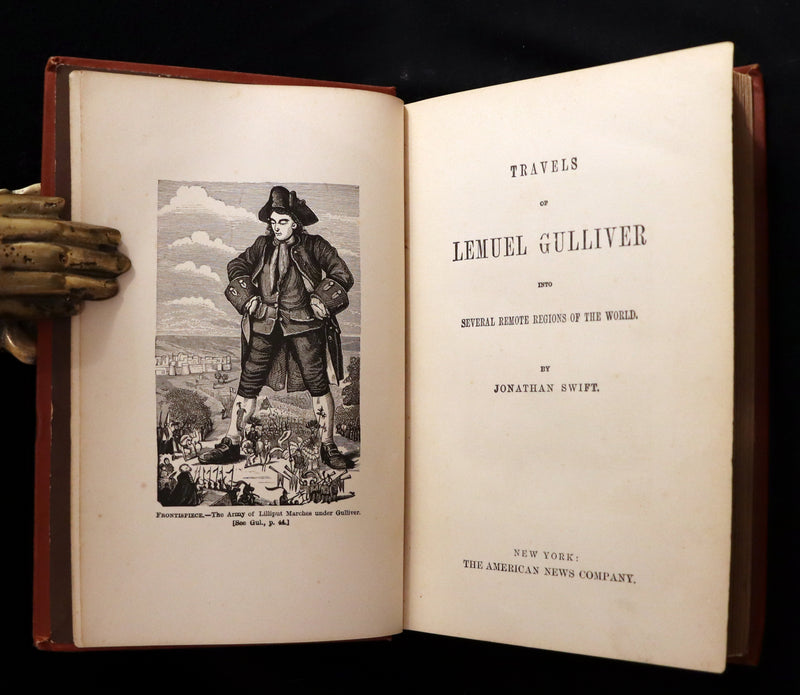 FRONTISPIECE.—The Army of Lilliput Marches under Gulliver.
[See Gul., p. 44.]
TRAVELS
OF
LEMUEL GULLIVER
INTO
SEVERAL REMOTE REGIONS OF THE WORLD.
BY
JONATHAN SWIFT.
NEW YORK:
THE AMERICAN NEWS COMPANY.